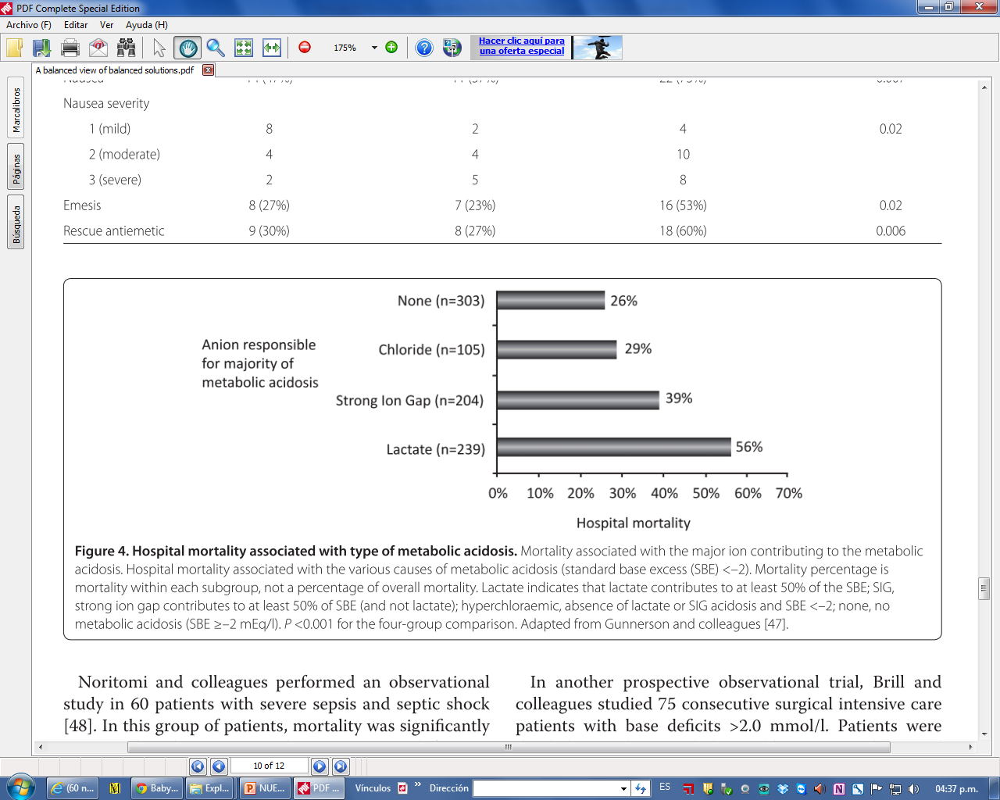 PDF Complete Special Edition
Archivo (F) Editar Ver Ayuda (H)
175%
Hacer clic aquí para
una oferta especial
A balanced view of balanced solutions.pdf
Marcalibros
Páginas
Búsqueda
Nausea severity
1 (mild) 8 2 4 0.02
2 (moderate) 4 4 10
3 (severe) 2 5 8
Emesis 8 (27%) 7 (23%) 16 (53%) 0.02
Rescue antiemetic 9 (30%) 8 (27%) 18 (60%) 0.006
Anion responsible
for majority of
metabolic acidosis
None (n=303) 26%
Chloride (n=105) 29%
Strong Ion Gap (n=204) 39%
Lactate (n=239) 56%
0% 10% 20% 30% 40% 50% 60% 70%
Hospital mortality
Figure 4. Hospital mortality associated with type of metabolic acidosis. Mortality associated with the major ion contributing to the metabolic
acidosis. Hospital mortality associated with the various causes of metabolic acidosis (standard base excess (SBE) <–2). Mortality percentage is
mortality within each subgroup, not a percentage of overall mortality. Lactate indicates that lactate contributes to at least 50% of the SBE; SIG,
strong ion gap contributes to at least 50% of SBE (and not lactate); hyperchloraemic, absence of lactate or SIG acidosis and SBE <–2; none, no
metabolic acidosis (SBE ≥–2 mEq/l). P <0.001 for the four-group comparison. Adapted from Gunnerson and colleagues [47].
Noritomi and colleagues performed an observational
study in 60 patients with severe sepsis and septic shock
[48]. In this group of patients, mortality was significantly
In another prospective observational trial, Brill and
colleagues studied 75 consecutive surgical intensive care
patients with base deficits >2.0 mmol/l. Patients were
10 of 12
(60 n... Baby... Expl... NUE... PDF ... Vínculos » Dirección ES 04:37 p.m.